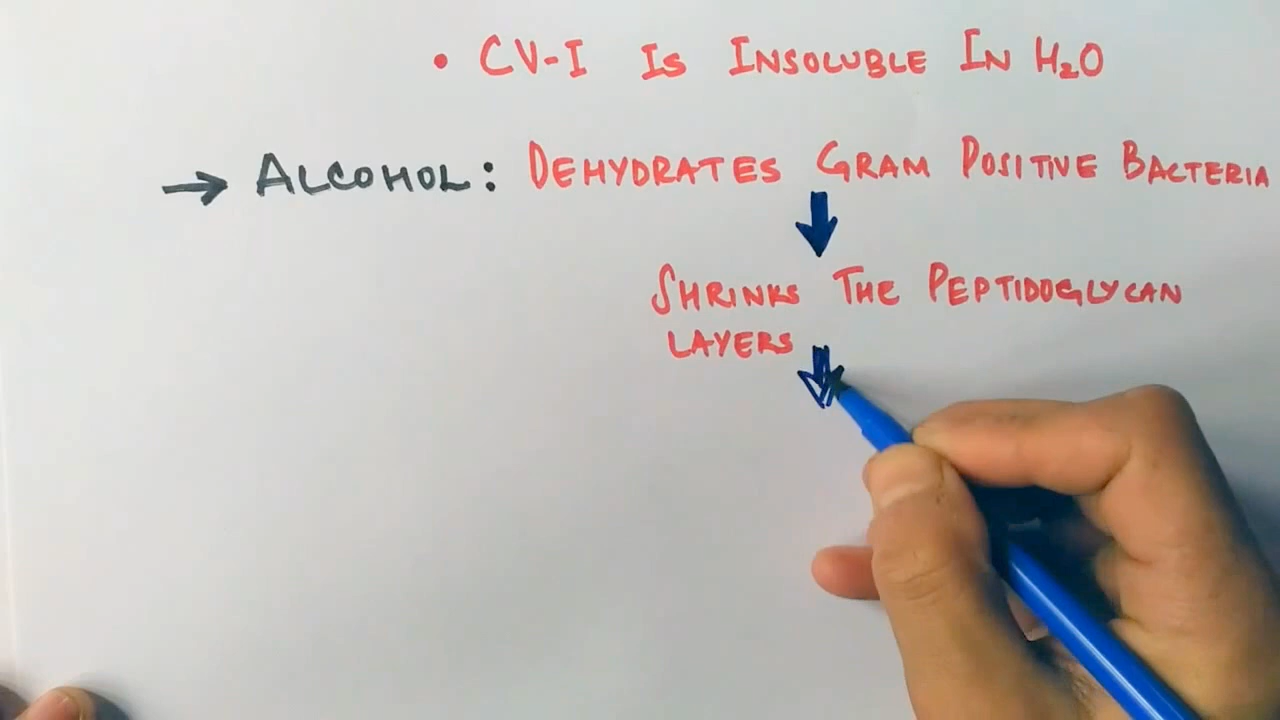 • CV-I Is INSOLUBLE IN H₂O
→ ALCOHOL: DEHYDRATES GRAM POSITIVE BACTERIA
SHRINKS THE PEPTIDOGLYCAN
LAYERS